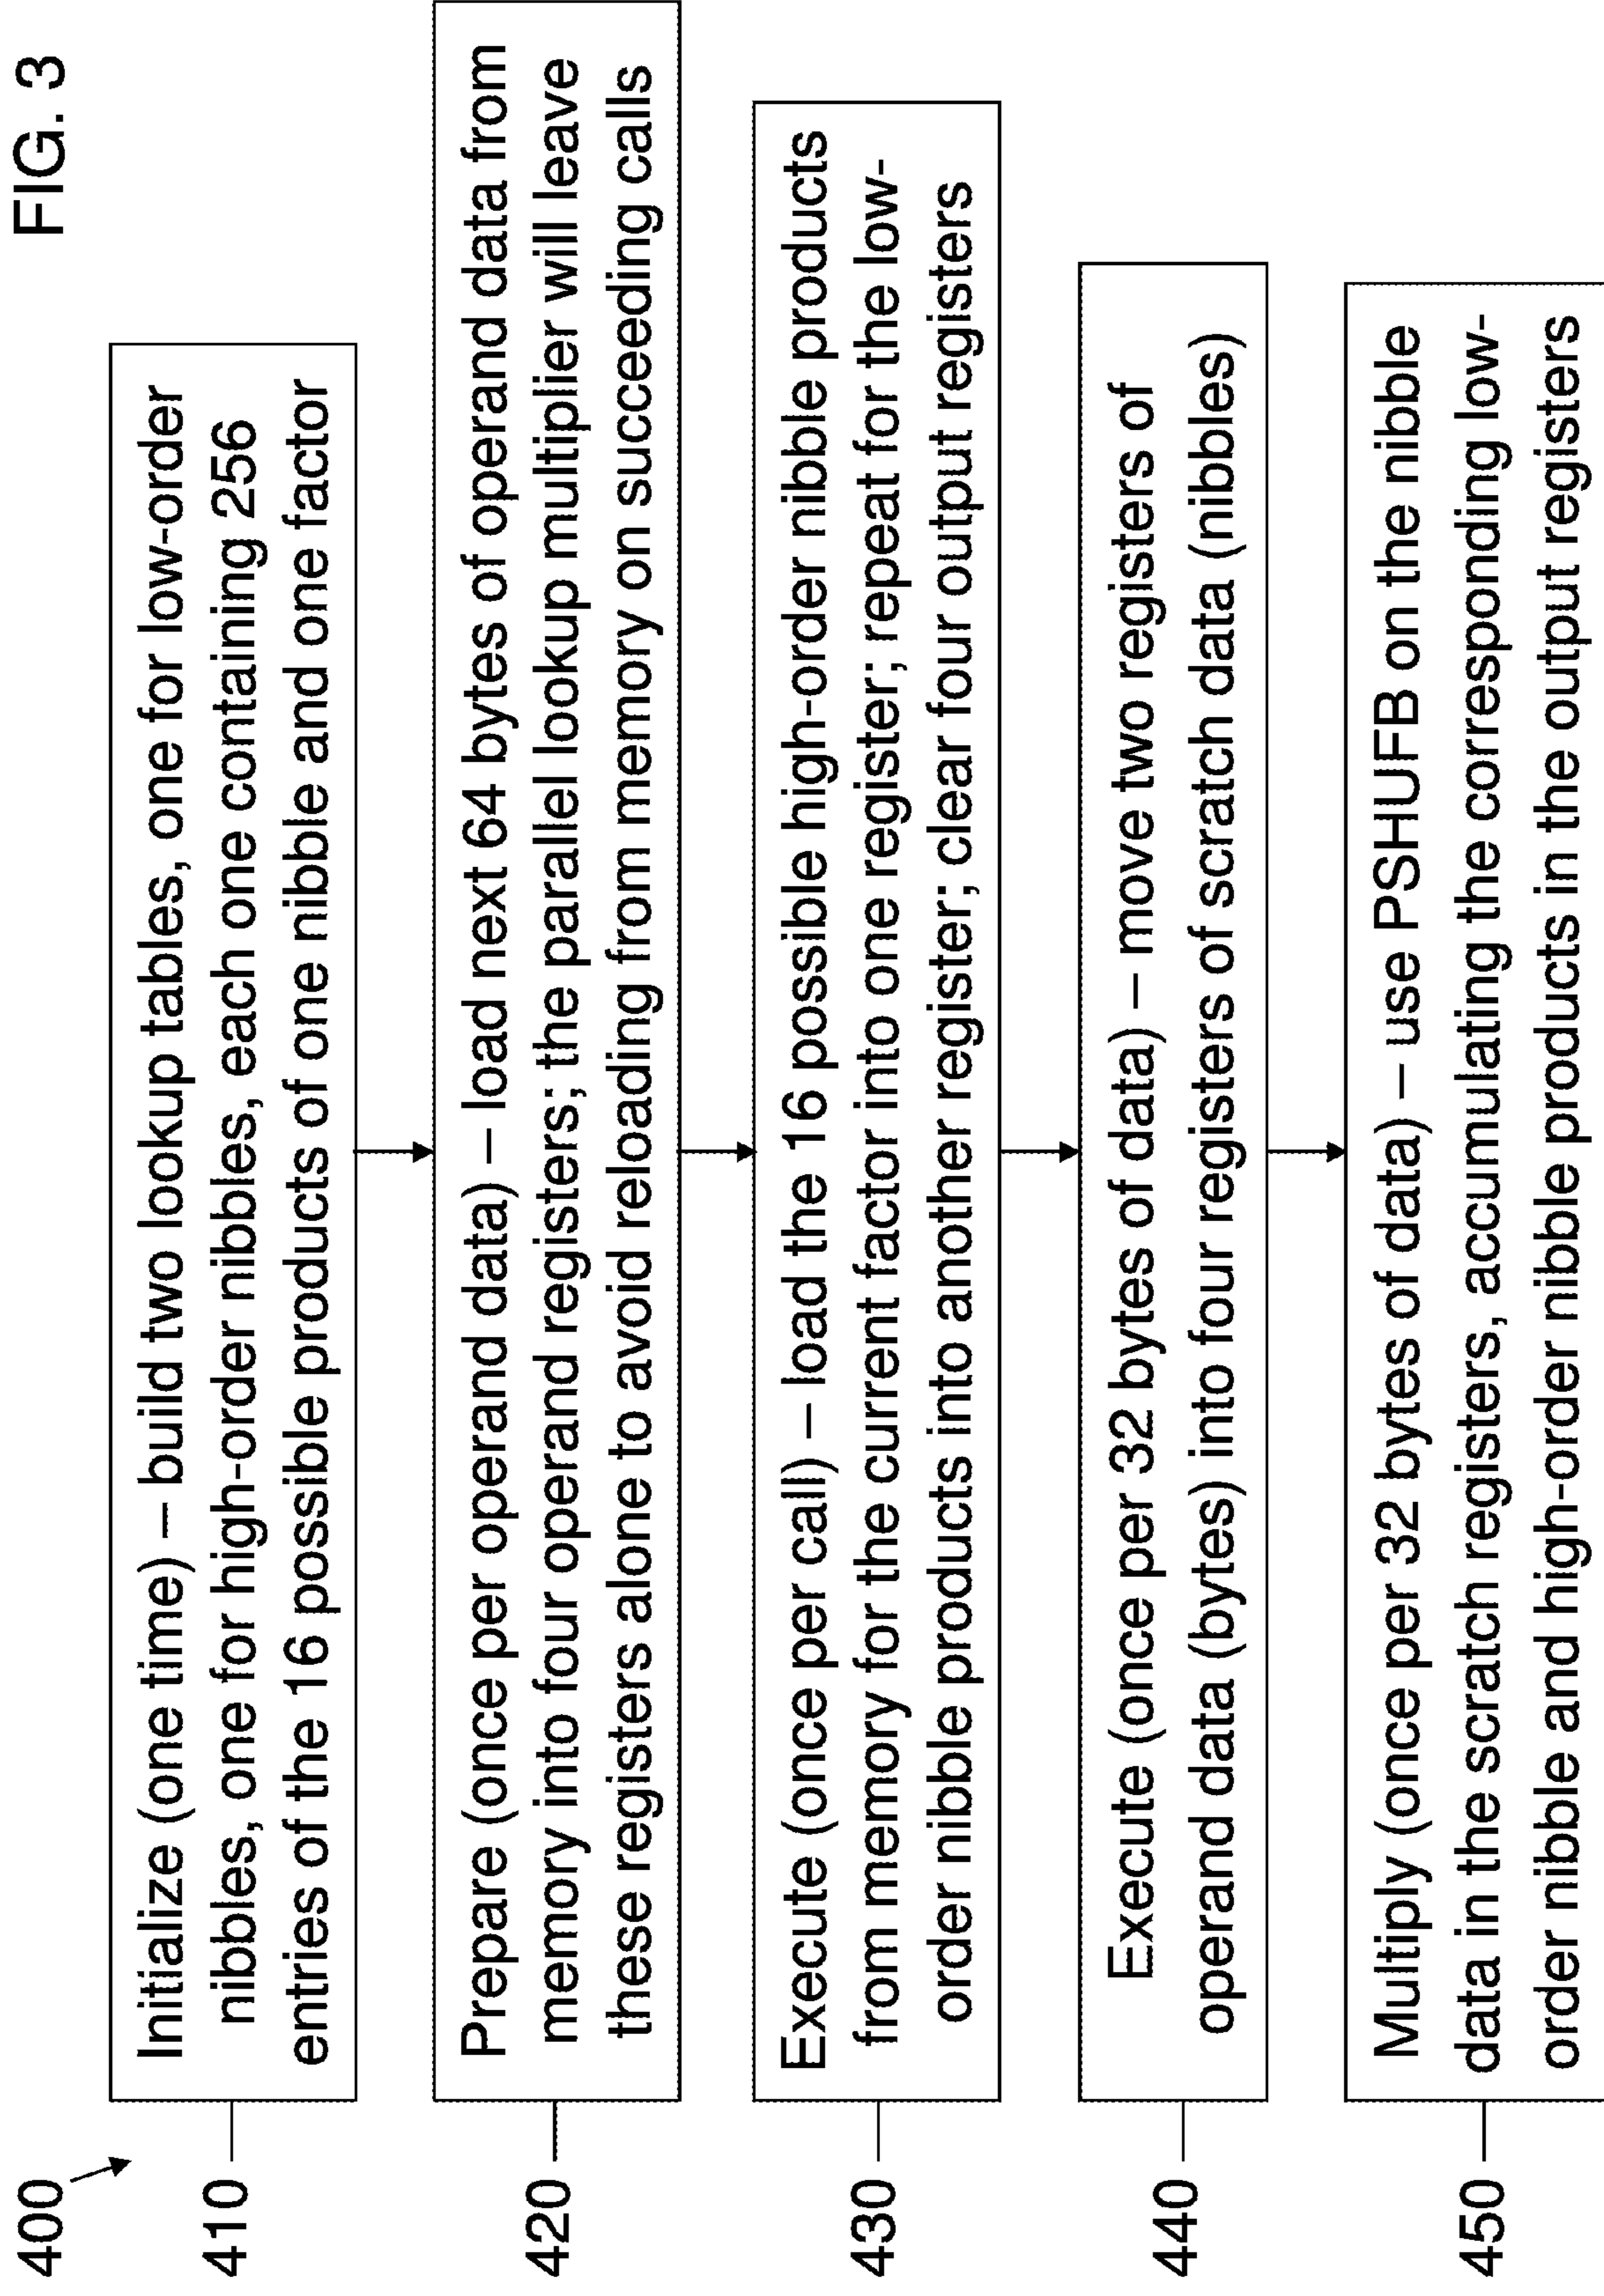 FIG. 3
400
410
Initialize (one time) – build two lookup tables, one for low-order
nibbles, one for high-order nibbles, each one containing 256
entries of the 16 possible products of one nibble and one factor
420
Prepare (once per operand data) – load next 64 bytes of operand data from
memory into four operand registers; the parallel lookup multiplier will leave
these registers alone to avoid reloading from memory on succeeding calls
430
Execute (once per call) – load the 16 possible high-order nibble products
from memory for the current factor into one register; repeat for the low-
order nibble products into another register; clear four output registers
440
Execute (once per 32 bytes of data) – move two registers of
operand data (bytes) into four registers of scratch data (nibbles)
450
Multiply (once per 32 bytes of data) – use PSHUFB on the nibble
data in the scratch registers, accumulating the corresponding low-
order nibble and high-order nibble products in the output registers